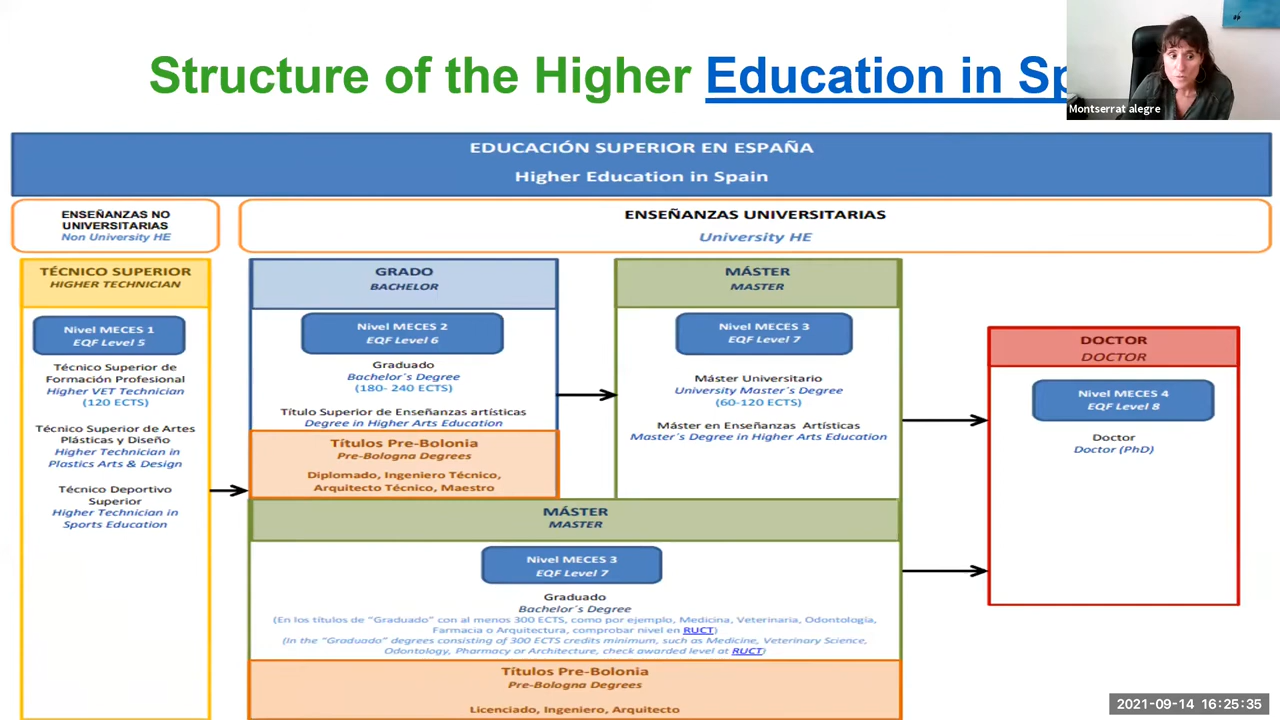 Structure of the Higher Education in Sp
Montserrat alegre
EDUCACIÓN SUPERIOR EN ESPAÑA
Higher Education in Spain
ENSEÑANZAS NO
UNIVERSITARIAS
Non University HE
ENSEÑANZAS UNIVERSITARIAS
University HE
TÉCNICO SUPERIOR
HIGHER TECHNICIAN
Nivel MECES 1
EQF Level 5
Técnico Superior de
Formación Profesional
Higher VET Technician
(120 ECTS)
Técnico Superior de Artes
Plásticas y Diseño
Higher Technician in
Plastics Arts & Design
Técnico Deportivo
Superior
Higher Technician in
Sports Education
GRADO
BACHELOR
Nivel MECES 2
EQF Level 6
Graduado
Bachelor´s Degree
(180- 240 ECTS)
Título Superior de Enseñanzas artísticas
Degree in Higher Arts Education
Títulos Pre-Bolonia
Pre-Bologna Degrees
Diplomado, Ingeniero Técnico,
Arquitecto Técnico, Maestro
MÁSTER
MASTER
Nivel MECES 3
EQF Level 7
Máster Universitario
University Master´s Degree
(60-120 ECTS)
Máster en Enseñanzas Artísticas
Master´s Degree in Higher Arts Education
MÁSTER
MASTER
Nivel MECES 3
EQF Level 7
Graduado
Bachelor´s Degree
(En los títulos de “Graduado” con al menos 300 ECTS, como por ejemplo, Medicina, Veterinaria, Odontología,
Farmacia o Arquitectura, comprobar nivel en RUCT)
(In the “Graduado” degrees consisting of 300 ECTS credits minimum, such as Medicine, Veterinary Science,
Odontology, Pharmacy or Architecture, check awarded level at RUCT)
Títulos Pre-Bolonia
Pre-Bologna Degrees
Licenciado, Ingeniero, Arquitecto
DOCTOR
DOCTOR
Nivel MECES 4
EQF Level 8
Doctor
Doctor (PhD)
2021-09-14 16:25:35